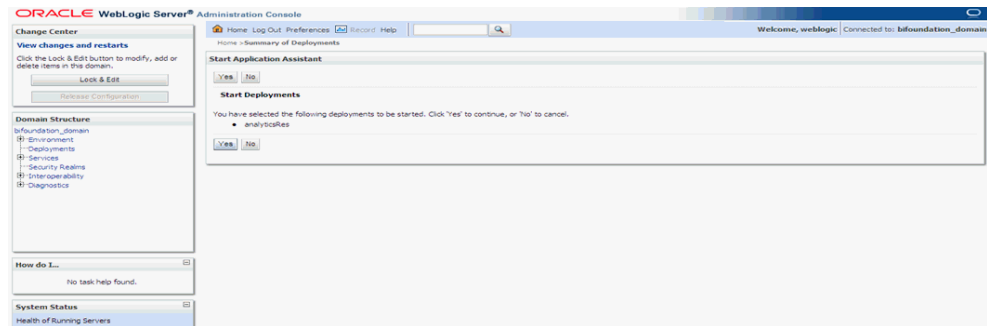 ORACLE WebLogic Server® Administration Console
Change Center
View changes and restarts
Click the Lock & Edit button to modify, add or
delete items in this domain.
Lock & Edit
Release Configuration
Domain Structure
bifoundation_domain
Environment
Deployments
Services
Security Realms
Interoperability
Diagnostics
How do I...
No task help found.
System Status
Health of Running Servers
Home Log Out Preferences Record Help
Welcome, weblogic Connected to: bifoundation_domain
Home >Summary of Deployments
Start Application Assistant
Yes No
Start Deployments
You have selected the following deployments to be started. Click 'Yes' to continue, or 'No' to cancel.
analyticsRes
Yes No